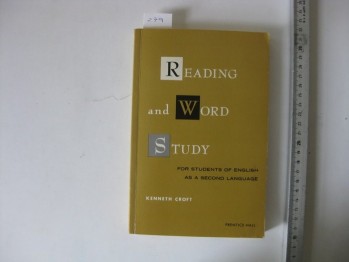 READING
and WORD
STUDY
FOR STUDENTS OF ENGLISH
AS A SECOND LANGUAGE
KENNETH CROFT
PRENTICE HALL